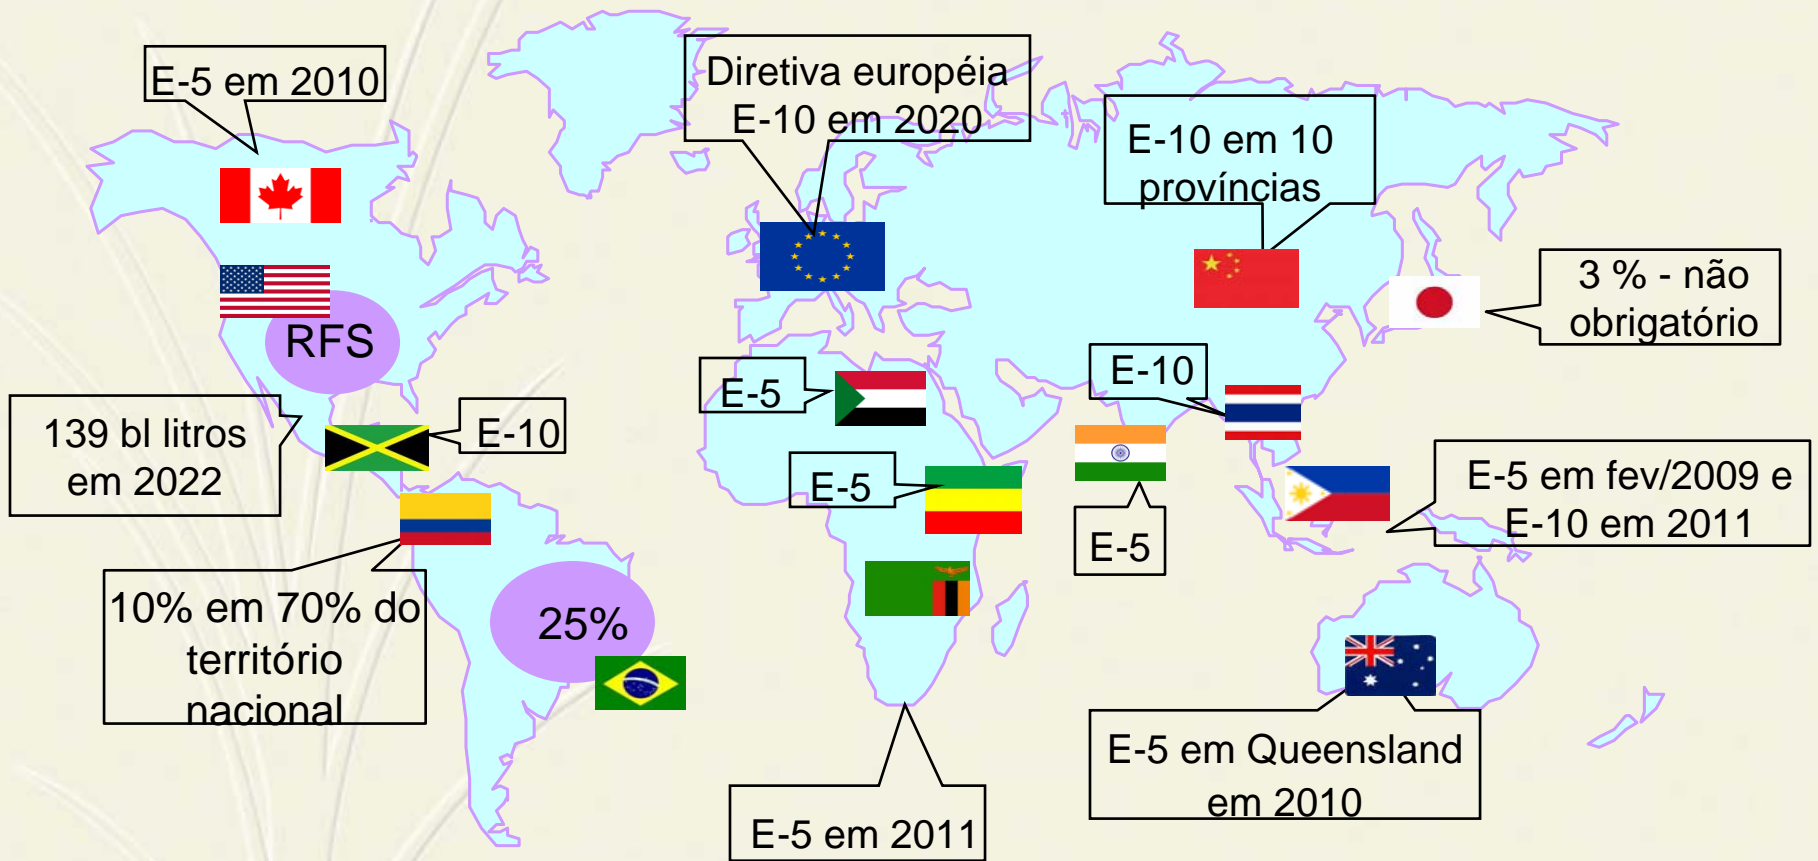 E-5 em 2010
Diretiva européia
E-10 em 2020
E-10 em 10
províncias
3 % - não
obrigatório
RFS
E-5
E-10
139 bl litros
em 2022
E-10
E-5
E-5
E-5 em fev/2009 e
E-10 em 2011
10% em 70% do
território
nacional
25%
E-5 em Queensland
em 2010
E-5 em 2011